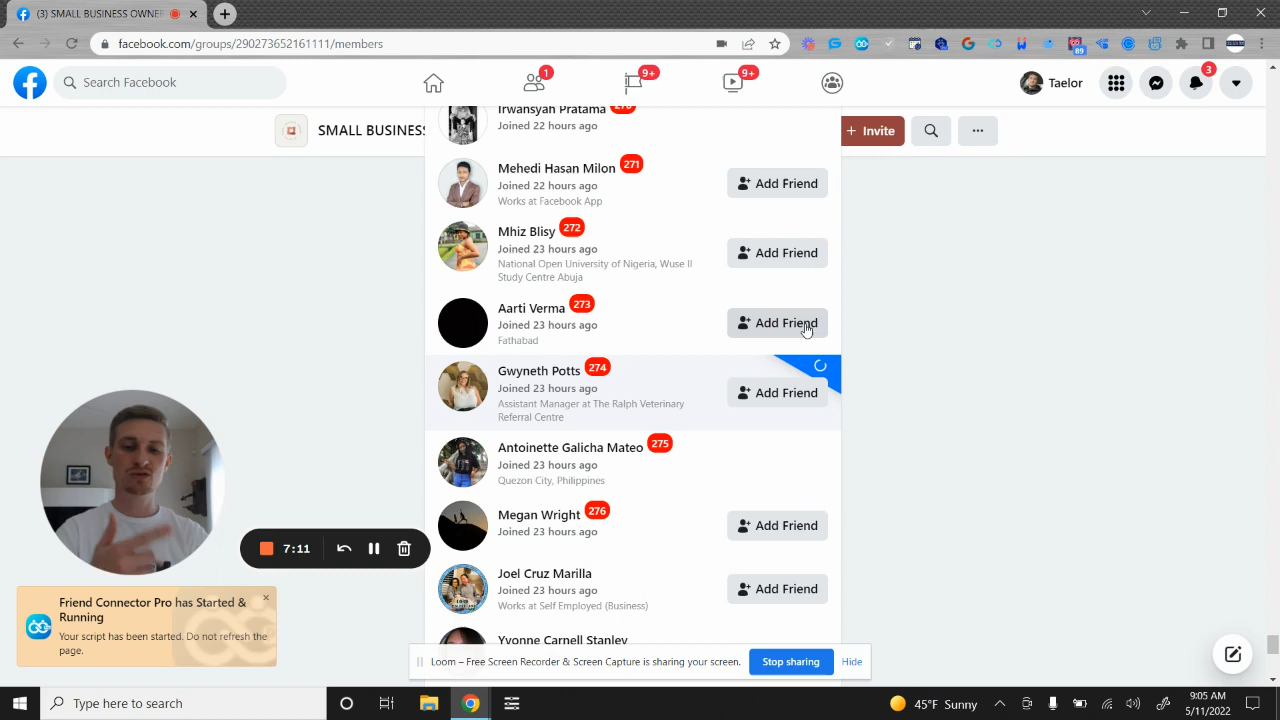 (3) SMALL BUSINESS OWNER
facebook.com/groups/290273652161111/members
89
Search Facebook
1
9+
9+
Taelor
3
SMALL BUSINESS
+ Invite
Irwansyah Pratama 270
Joined 22 hours ago
Mehedi Hasan Milon 271
Joined 22 hours ago
Works at Facebook App
Add Friend
Mhiz Blisy 272
Joined 23 hours ago
National Open University of Nigeria, Wuse II
Study Centre Abuja
Add Friend
Aarti Verma 273
Joined 23 hours ago
Fathabad
Add Friend
Gwyneth Potts 274
Joined 23 hours ago
Assistant Manager at The Ralph Veterinary
Referral Centre
Add Friend
Antoinette Galicha Mateo 275
Joined 23 hours ago
Quezon City, Philippines
Megan Wright 276
Joined 23 hours ago
Add Friend
Joel Cruz Marilla
Joined 23 hours ago
Works at Self Employed (Business)
Add Friend
Yvonne Carnell Stanley
7:11
Friend Connector Pro has Started &
Running
Your script has been started. Do not refresh the
page.
Loom – Free Screen Recorder & Screen Capture is sharing your screen.
Stop sharing
Hide
Type here to search
45°F Sunny
9:05 AM
5/11/2022